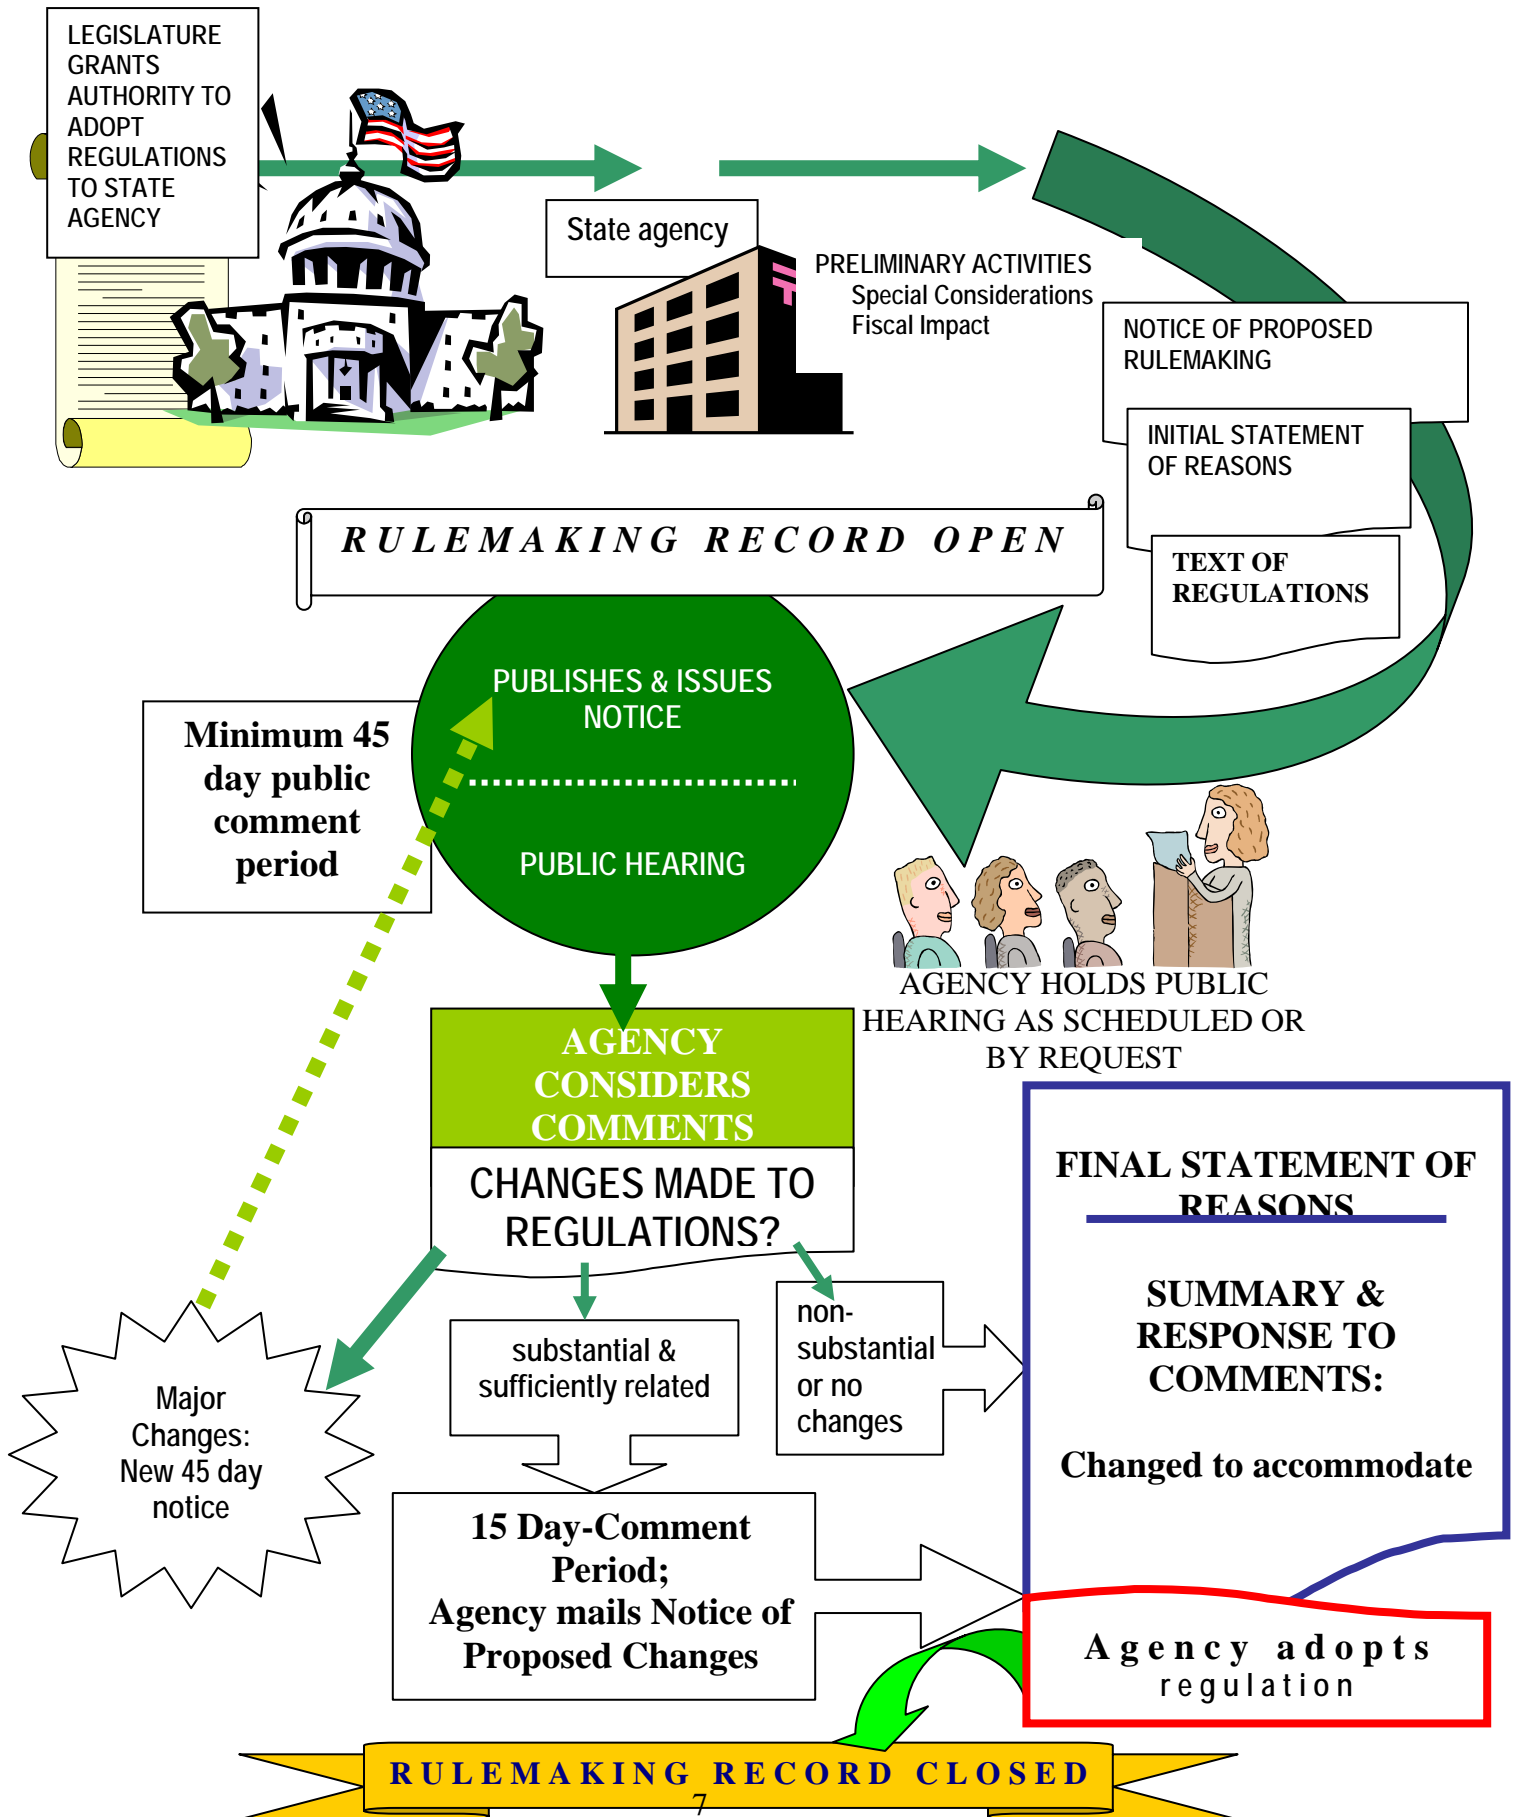 LEGISLATURE
GRANTS
AUTHORITY TO
ADOPT
REGULATIONS
TO STATE
AGENCY
State agency
PRELIMINARY ACTIVITIES
Special Considerations
Fiscal Impact
NOTICE OF PROPOSED
RULEMAKING
INITIAL STATEMENT
OF REASONS
TEXT OF
REGULATIONS
RULEMAKING RECORD OPEN
PUBLISHES & ISSUES
NOTICE
PUBLIC HEARING
Minimum 45
day public
comment
period
AGENCY HOLDS PUBLIC
HEARING AS SCHEDULED OR
BY REQUEST
AGENCY
CONSIDERS
COMMENTS
CHANGES MADE TO
REGULATIONS?
Major
Changes:
New 45 day
notice
substantial &
sufficiently related
non-
substantial
or no
changes
15 Day-Comment
Period;
Agency mails Notice of
Proposed Changes
FINAL STATEMENT OF
REASONS
SUMMARY &
RESPONSE TO
COMMENTS:
Changed to accommodate
Agency adopts
regulation
RULEMAKING RECORD CLOSED
7